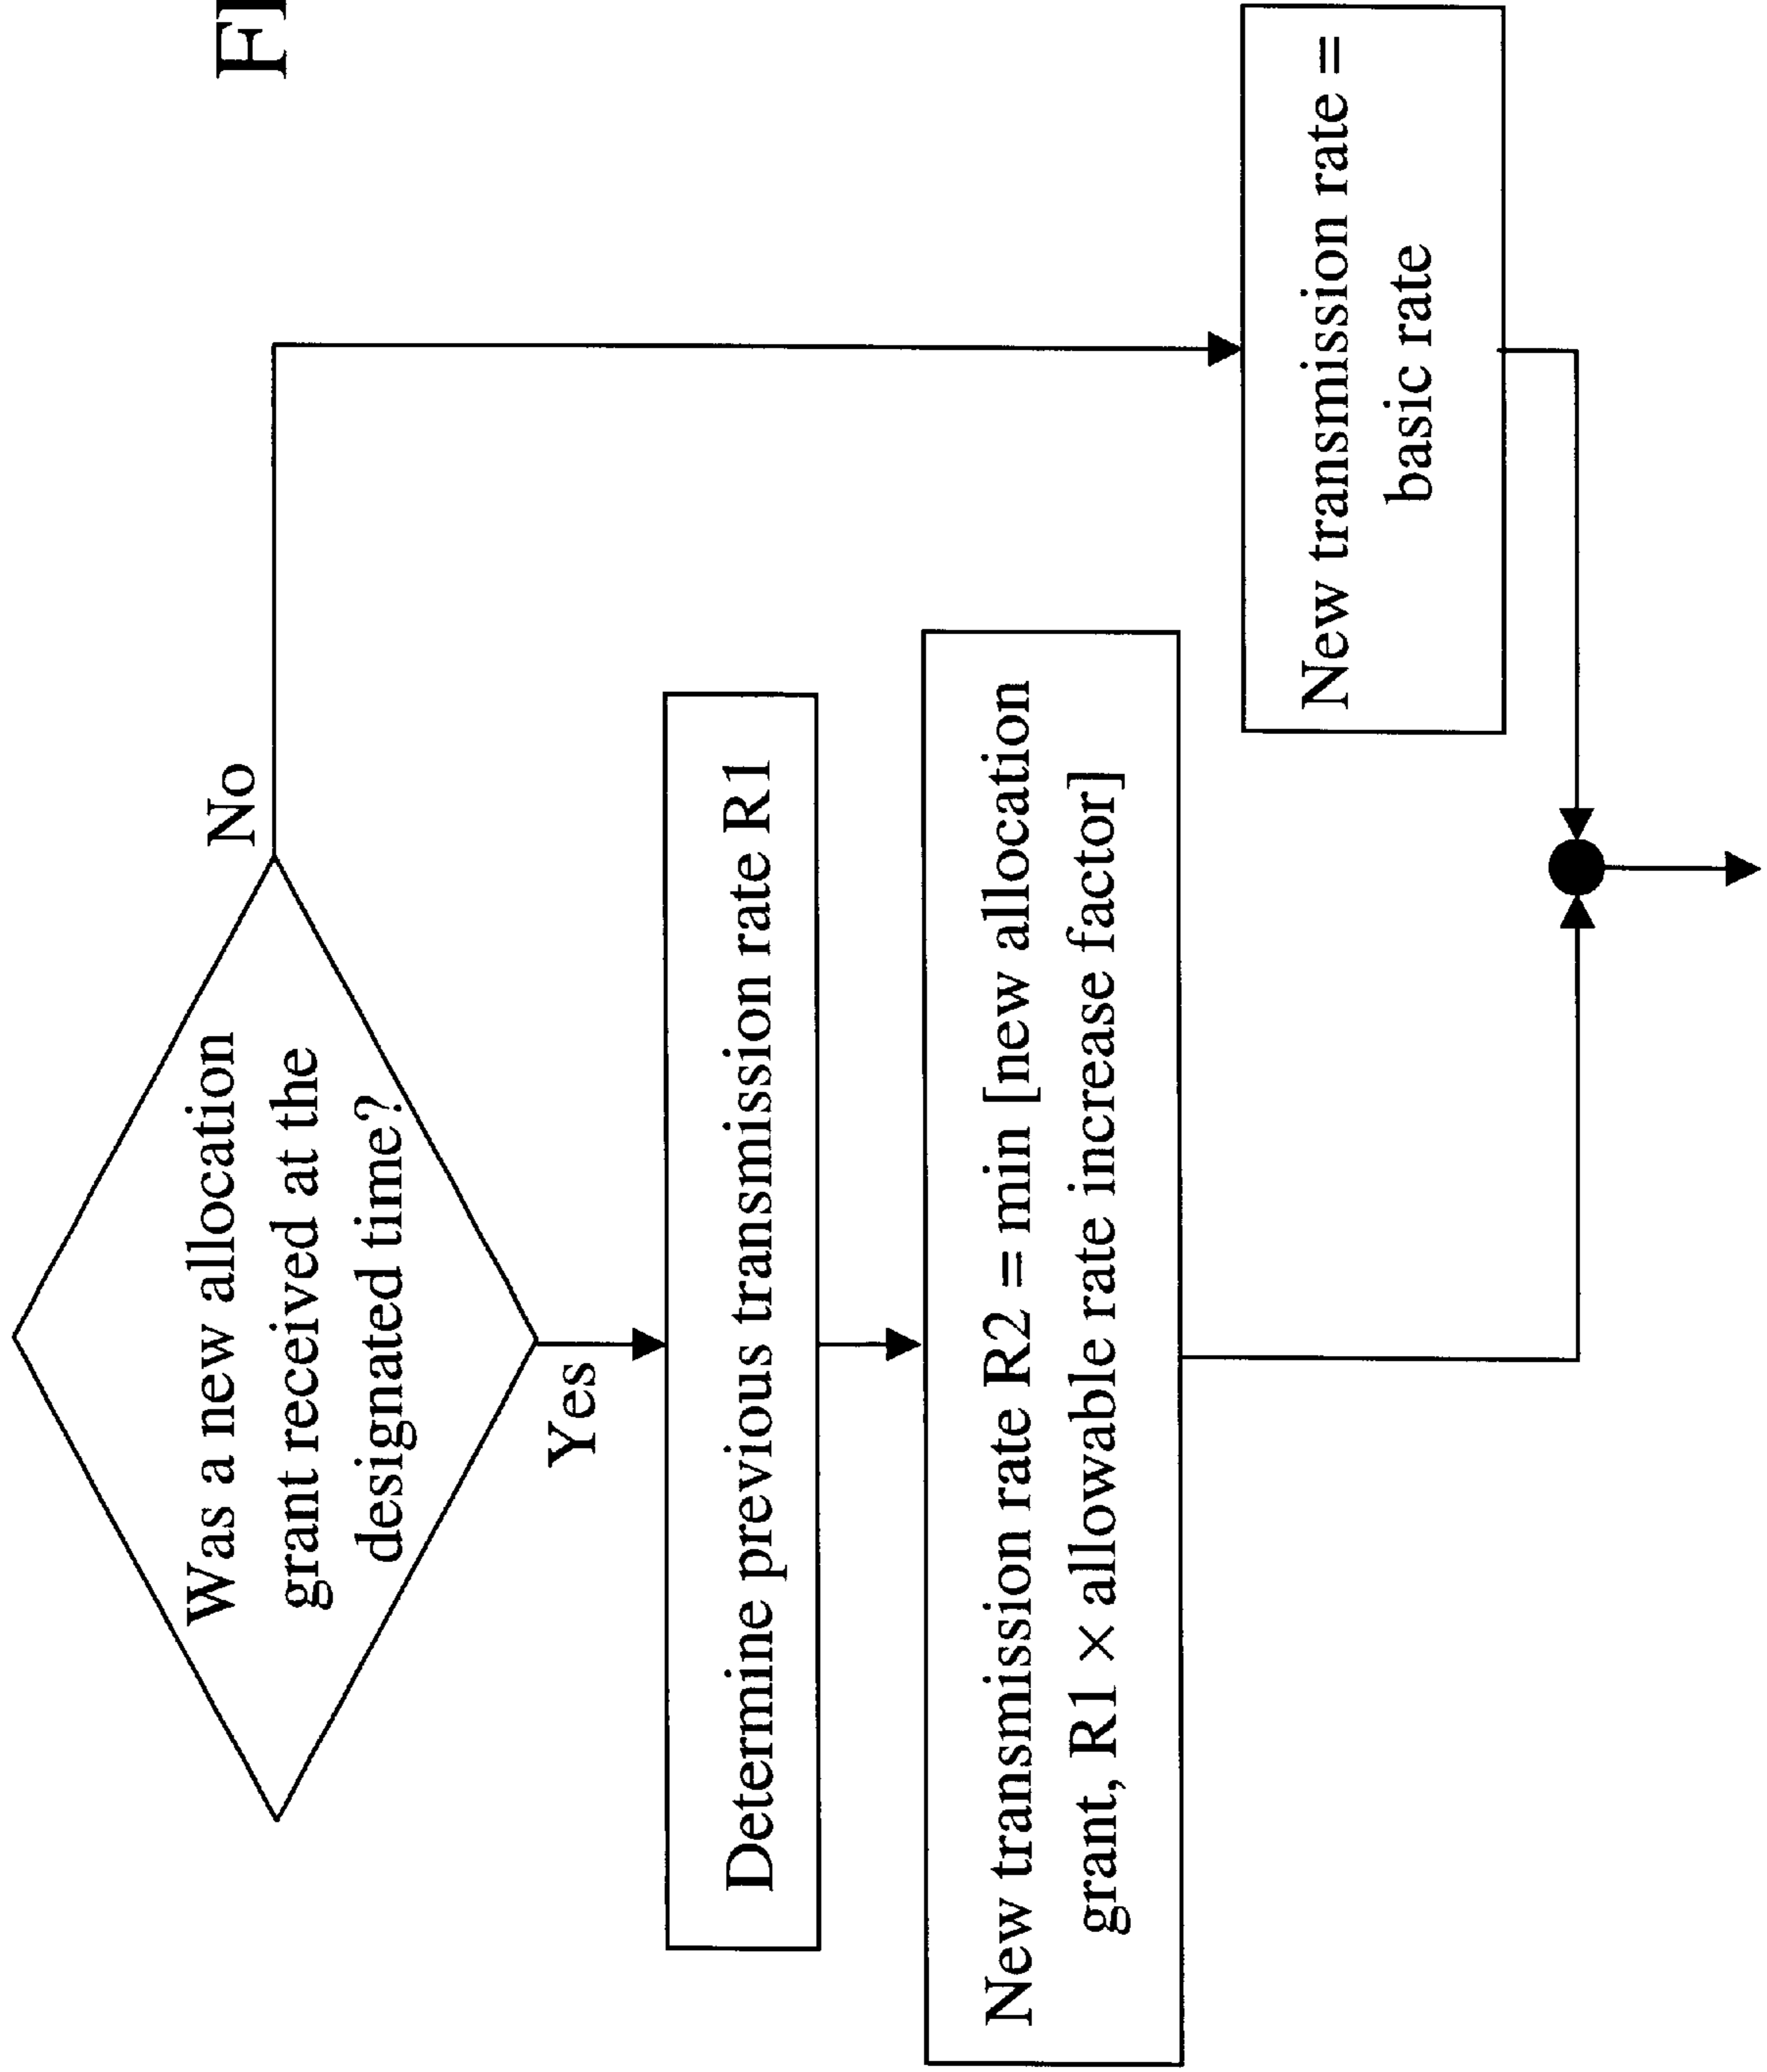 Was a new allocation
grant received at the
designated time?
No
Yes
Determine previous transmission rate R1
New transmission rate R2 = min [new allocation
grant, R1 × allowable rate increase factor]
New transmission rate =
basic rate